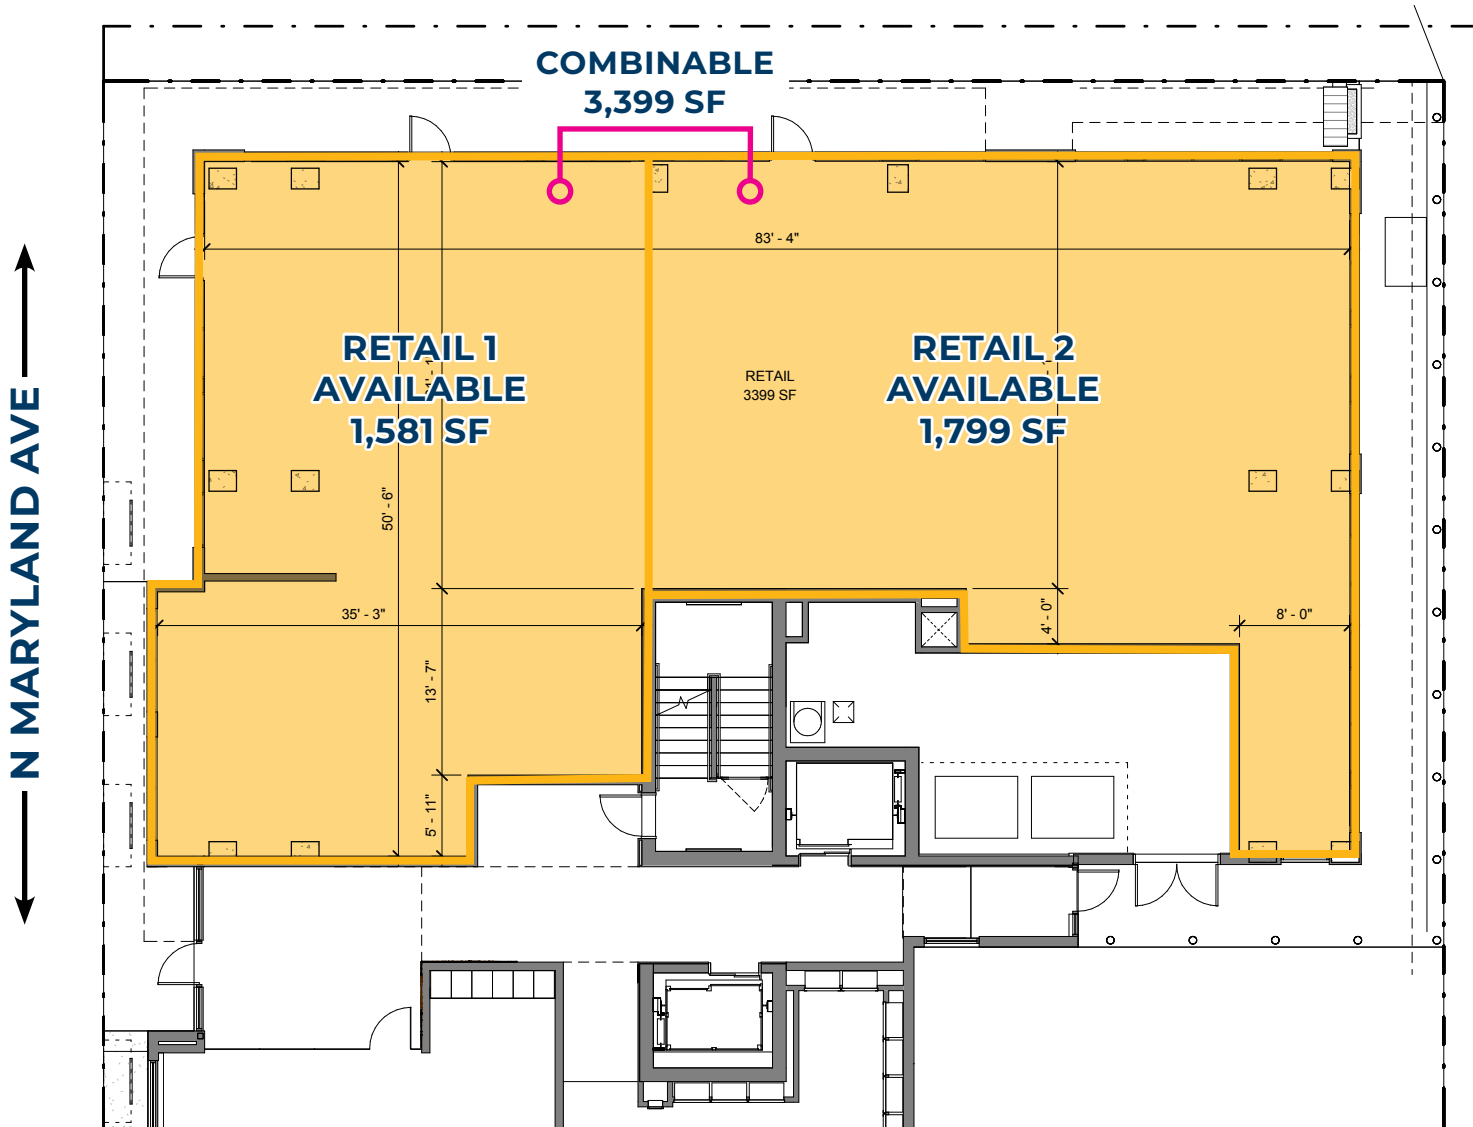 COMBINABLE
3,399 SF
83' - 4"
RETAIL 1
AVAILABLE
1,581 SF
RETAIL
3399 SF
RETAIL 2
AVAILABLE
1,799 SF
N MARYLAND AVE
50' - 6"
35' - 3"
13' - 7"
5' - 11"
4' - 0"
8' - 0"